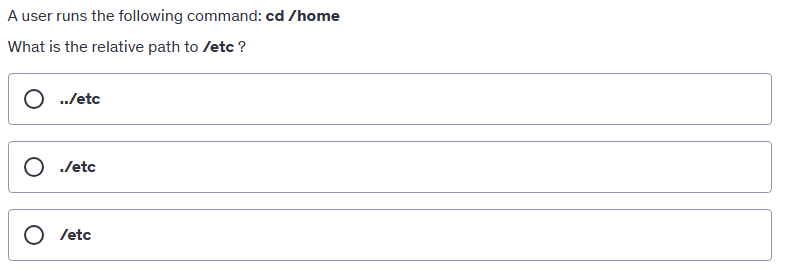 A user runs the following command: cd /home
What is the relative path to /etc ?
../etc
./etc
/etc